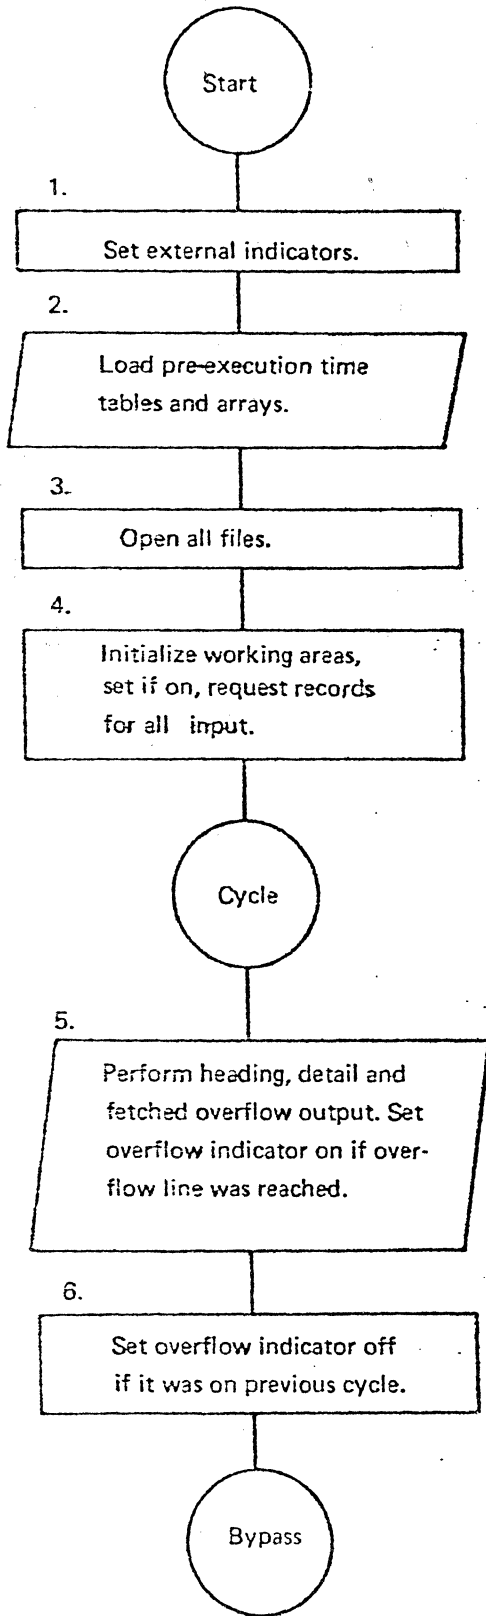 Start
1.
Set external indicators.
2.
Load pre-execution time
tables and arrays.
3.
Open all files.
4.
Initialize working areas,
set if on, request records
for all input.
Cycle
5.
Perform heading, detail and
fetched overflow output. Set
overflow indicator on if over-
flow line was reached.
6.
Set overflow indicator off
if it was on previous cycle.
Bypass